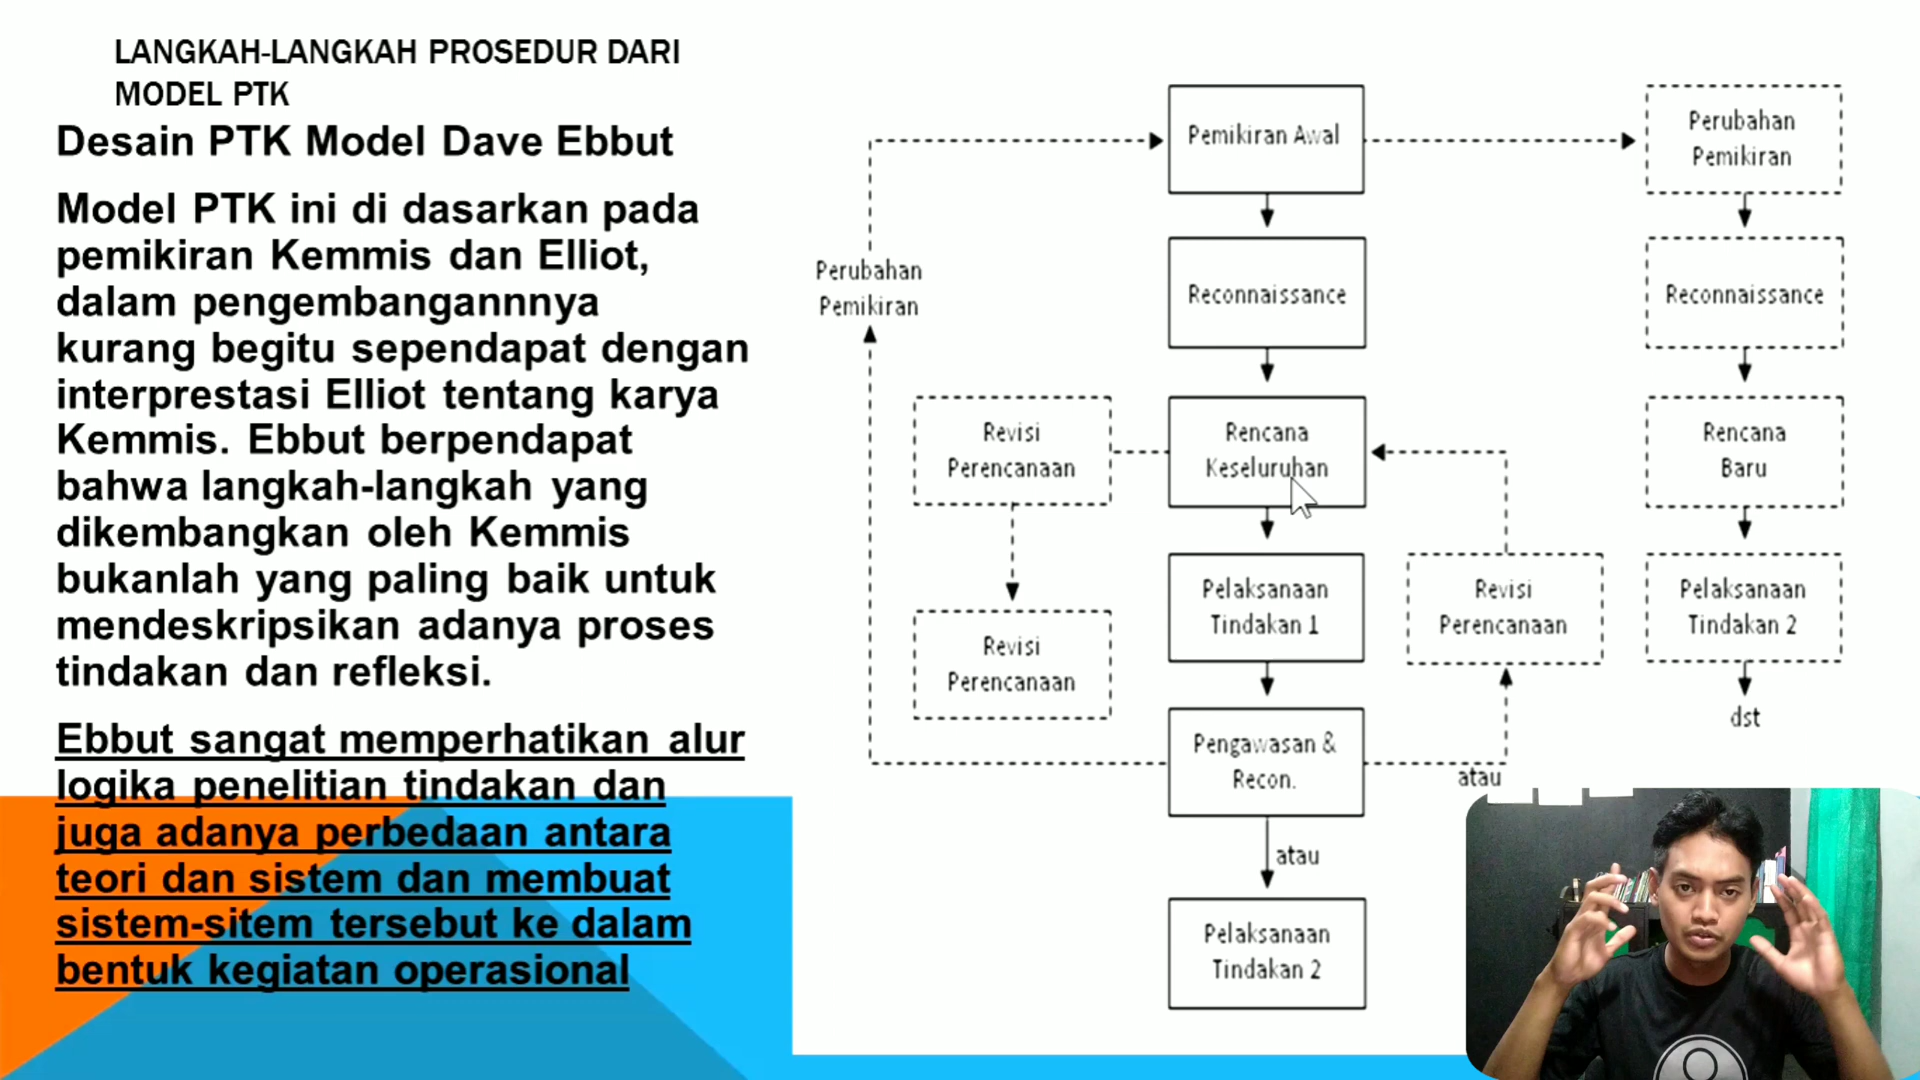 LANGKAH-LANGKAH PROSEDUR DARI
MODEL PTK
Desain PTK Model Dave Ebbut
Model PTK ini di dasarkan pada
pemikiran Kemmis dan Elliot,
dalam pengembangannnya
kurang begitu sependapat dengan
interprestasi Elliot tentang karya
Kemmis. Ebbut berpendapat
bahwa langkah-langkah yang
dikembangkan oleh Kemmis
bukanlah yang paling baik untuk
mendeskripsikan adanya proses
tindakan dan refleksi.
Ebbut sangat memperhatikan alur
logika penelitian tindakan dan
juga adanya perbedaan antara
teori dan sistem dan membuat
sistem-sitem tersebut ke dalam
bentuk kegiatan operasional
Perubahan
Pemikiran
Revisi
Perencanaan
Revisi
Perencanaan
Pemikiran Awal
Reconnaissance
Rencana
Keseluruhan
Pelaksanaan
Tindakan 1
Pengawasan &
Recon.
atau
Pelaksanaan
Tindakan 2
Revisi
Perencanaan
atau
Perubahan
Pemikiran
Reconnaissance
Rencana
Baru
Pelaksanaan
Tindakan 2
dst